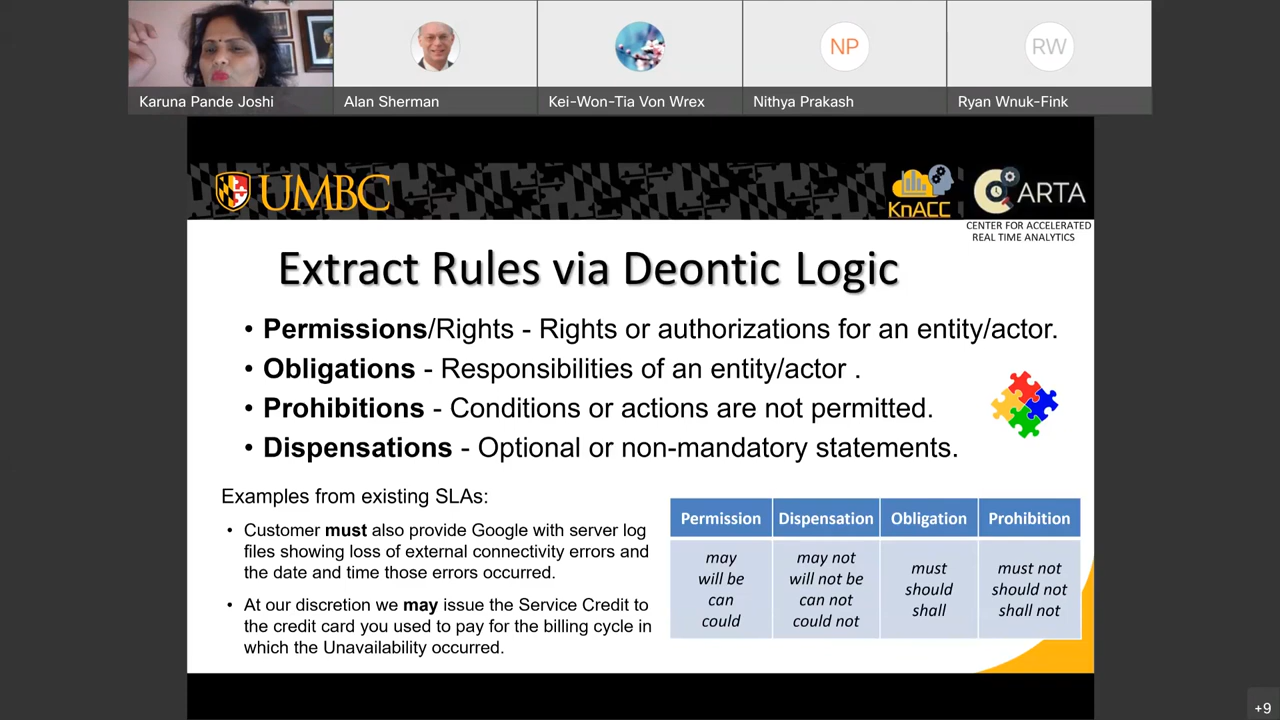 Karuna Pande Joshi
Alan Sherman
Kei-Won-Tia Von Wrex
NP
Nithya Prakash
RW
Ryan Wnuk-Fink
UMBC
KnACC
CARTA
CENTER FOR ACCELERATED
REAL TIME ANALYTICS
Extract Rules via Deontic Logic
• Permissions/Rights - Rights or authorizations for an entity/actor.
• Obligations - Responsibilities of an entity/actor .
• Prohibitions - Conditions or actions are not permitted.
• Dispensations - Optional or non-mandatory statements.
Examples from existing SLAs:
• Customer must also provide Google with server log
files showing loss of external connectivity errors and
the date and time those errors occurred.
• At our discretion we may issue the Service Credit to
the credit card you used to pay for the billing cycle in
which the Unavailability occurred.
Permission Dispensation Obligation Prohibition
may may not must must not
will be will not be should should not
can can not shall shall not
could could not
+9